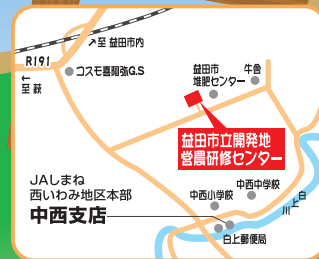 至 益田市内
R191
至 萩
コスモ喜阿弥G.S
益田市
堆肥センター
牛舎
益田市立開発地
営農研修センター
JAしまね
西いわみ地区本部
中西支店
中西小学校
中西中学校
白上川
白上郵便局